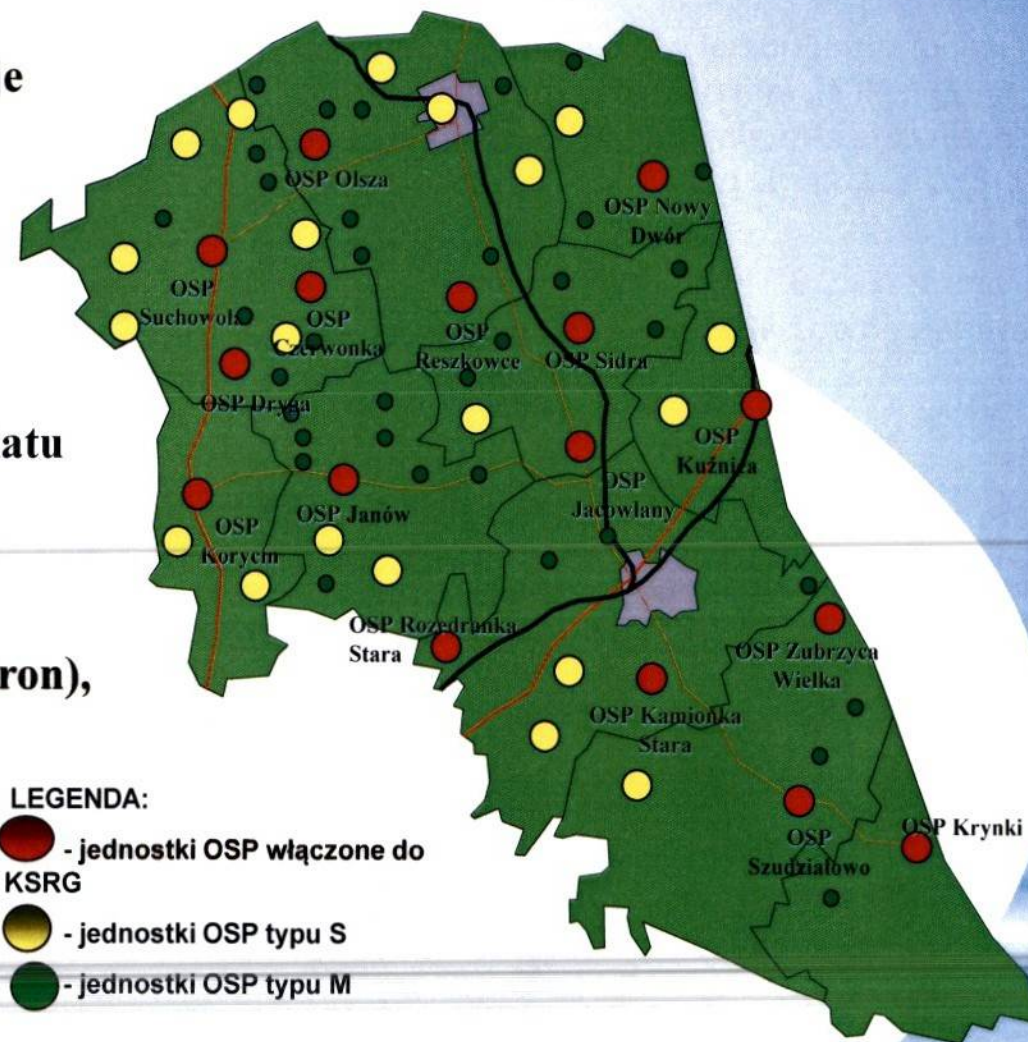 je
OSP Olsza
OSP Nowy
Dwór
OSP
Suchowola
OSP
Czerwonka
OSP
Reszkowce
OSP Sidra
OSP Dryga
OSP
Kuźnica
atu
OSP Janów
OSP
Jacowlany
OSP
Korycin
OSP Rozedranka
Stara
OSP Zubrzyca
Wielka
ron),
OSP Kamionka
Stara
LEGENDA:
- jednostki OSP włączone do
KSRG
- jednostki OSP typu S
- jednostki OSP typu M
OSP
Szudziałowo
OSP Krynki